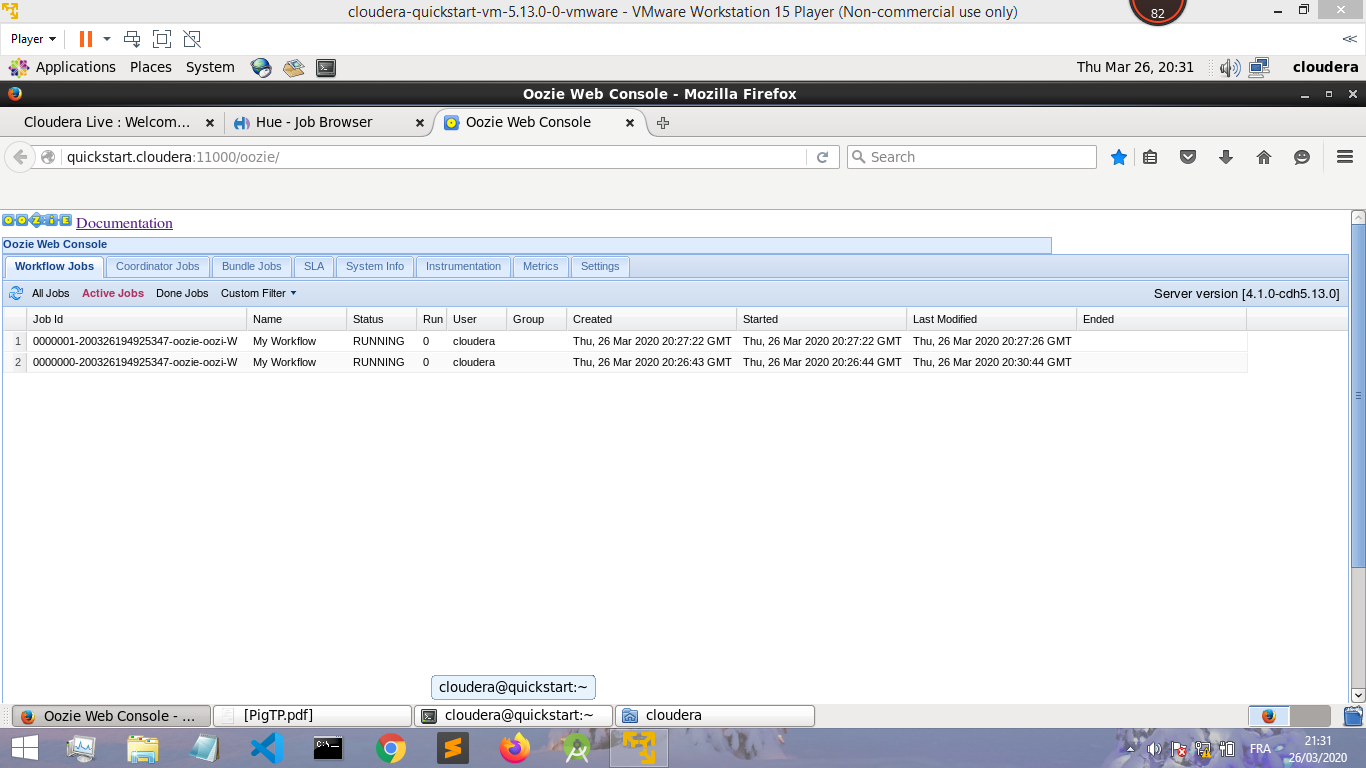 cloudera-quickstart-vm-5.13.0-0-vmware - VMware Workstation 15 Player (Non-commercial use only)
82
Player
Applications Places System Thu Mar 26, 20:31 cloudera
Oozie Web Console - Mozilla Firefox
Cloudera Live : Welcom... Hue - Job Browser Oozie Web Console
quickstart.cloudera:11000/oozie/ Search
OOZIE Documentation
Oozie Web Console
Workflow Jobs Coordinator Jobs Bundle Jobs SLA System Info Instrumentation Metrics Settings
All Jobs Active Jobs Done Jobs Custom Filter Server version [4.1.0-cdh5.13.0]
Job Id Name Status Run User Group Created Started Last Modified Ended
1 0000001-200326194925347-oozie-oozi-W My Workflow RUNNING 0 cloudera Thu, 26 Mar 2020 20:27:22 GMT Thu, 26 Mar 2020 20:27:22 GMT Thu, 26 Mar 2020 20:27:26 GMT
2 0000000-200326194925347-oozie-oozi-W My Workflow RUNNING 0 cloudera Thu, 26 Mar 2020 20:26:43 GMT Thu, 26 Mar 2020 20:26:44 GMT Thu, 26 Mar 2020 20:30:44 GMT
cloudera@quickstart:~
Oozie Web Console - ... [PigTP.pdf] cloudera@quickstart:~ cloudera
FRA 21:31
26/03/2020